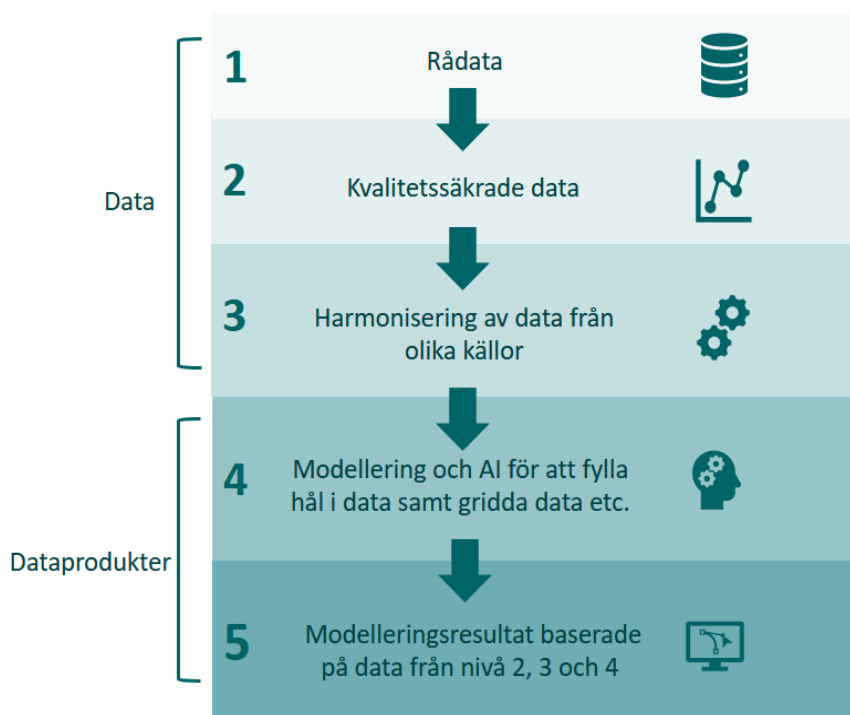 Data
1
Rådata
2
Kvalitetssäkrade data
3
Harmonisering av data från
olika källor
Dataprodukter
4
Modellering och AI för att fylla
hål i data samt gridda data etc.
5
Modelleringsresultat baserade
på data från nivå 2, 3 och 4